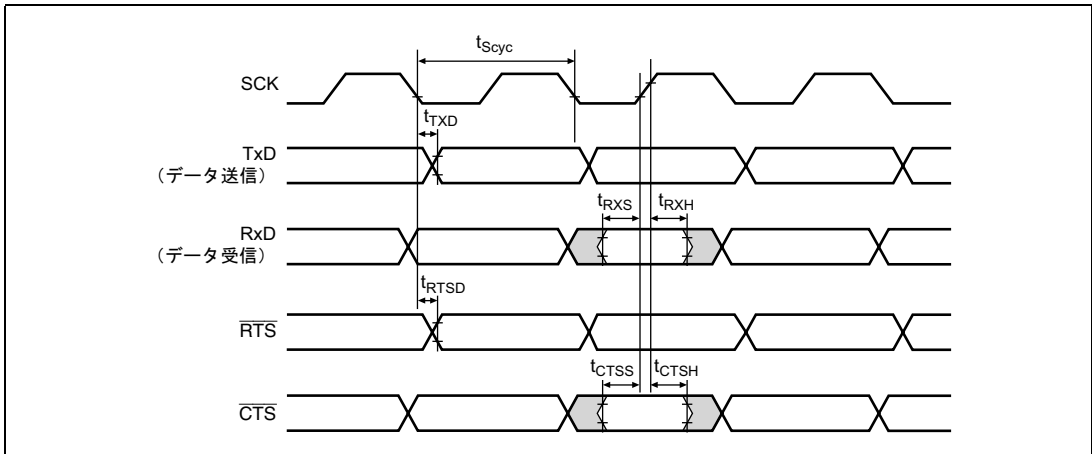 tScyc
SCK
tTXD
TxD
(データ送信)
tRXS
tRXH
RxD
(データ受信)
tRTSD
RTS
tCTSS
tCTSH
CTS